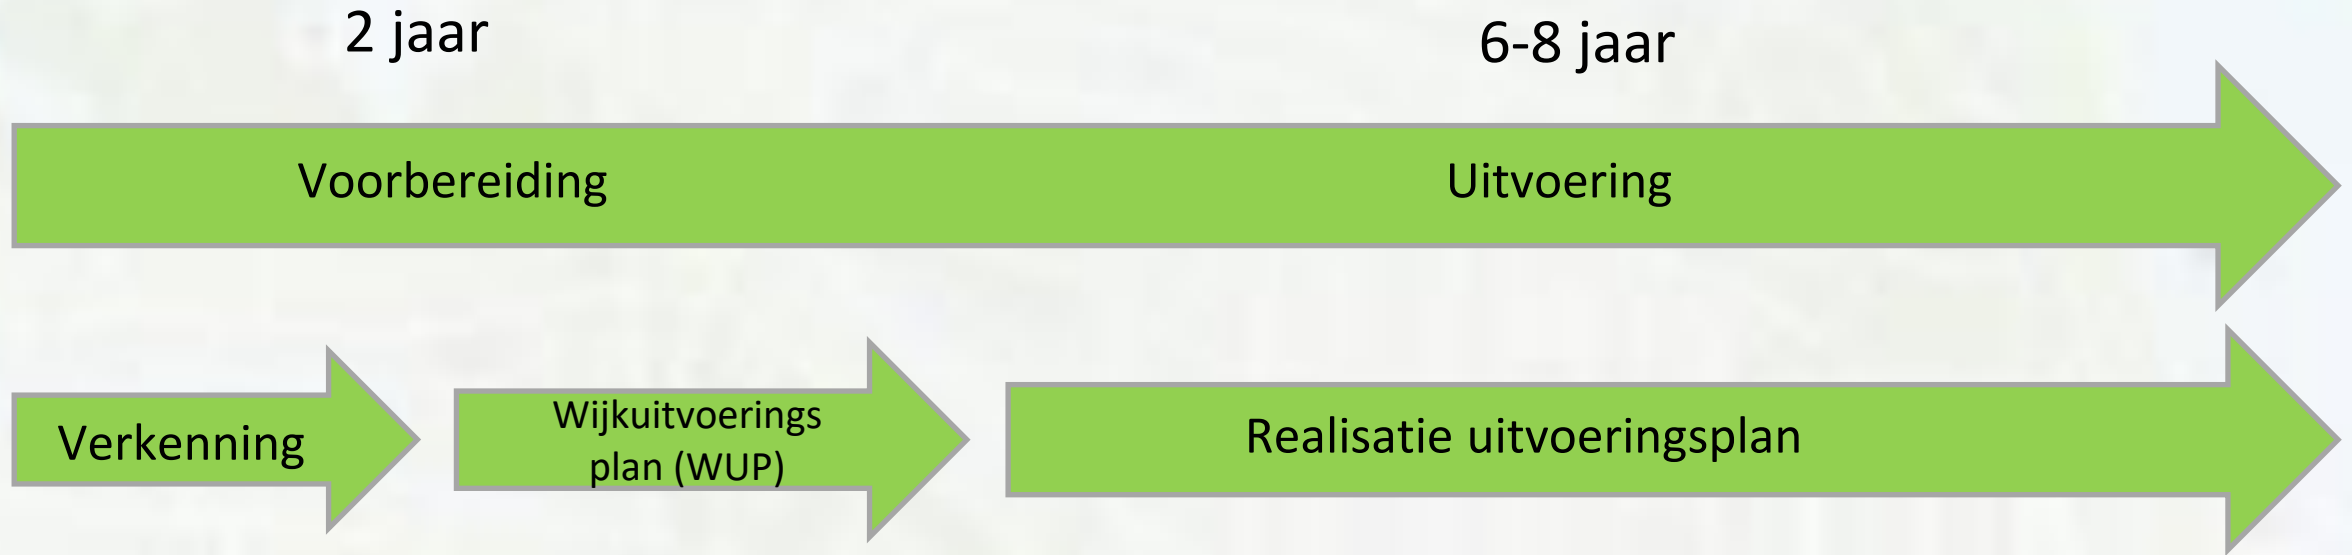 2 jaar
6-8 jaar
Voorbereiding
Uitvoering
Verkenning
Wijkuitvoerings
plan (WUP)
Realisatie uitvoeringsplan